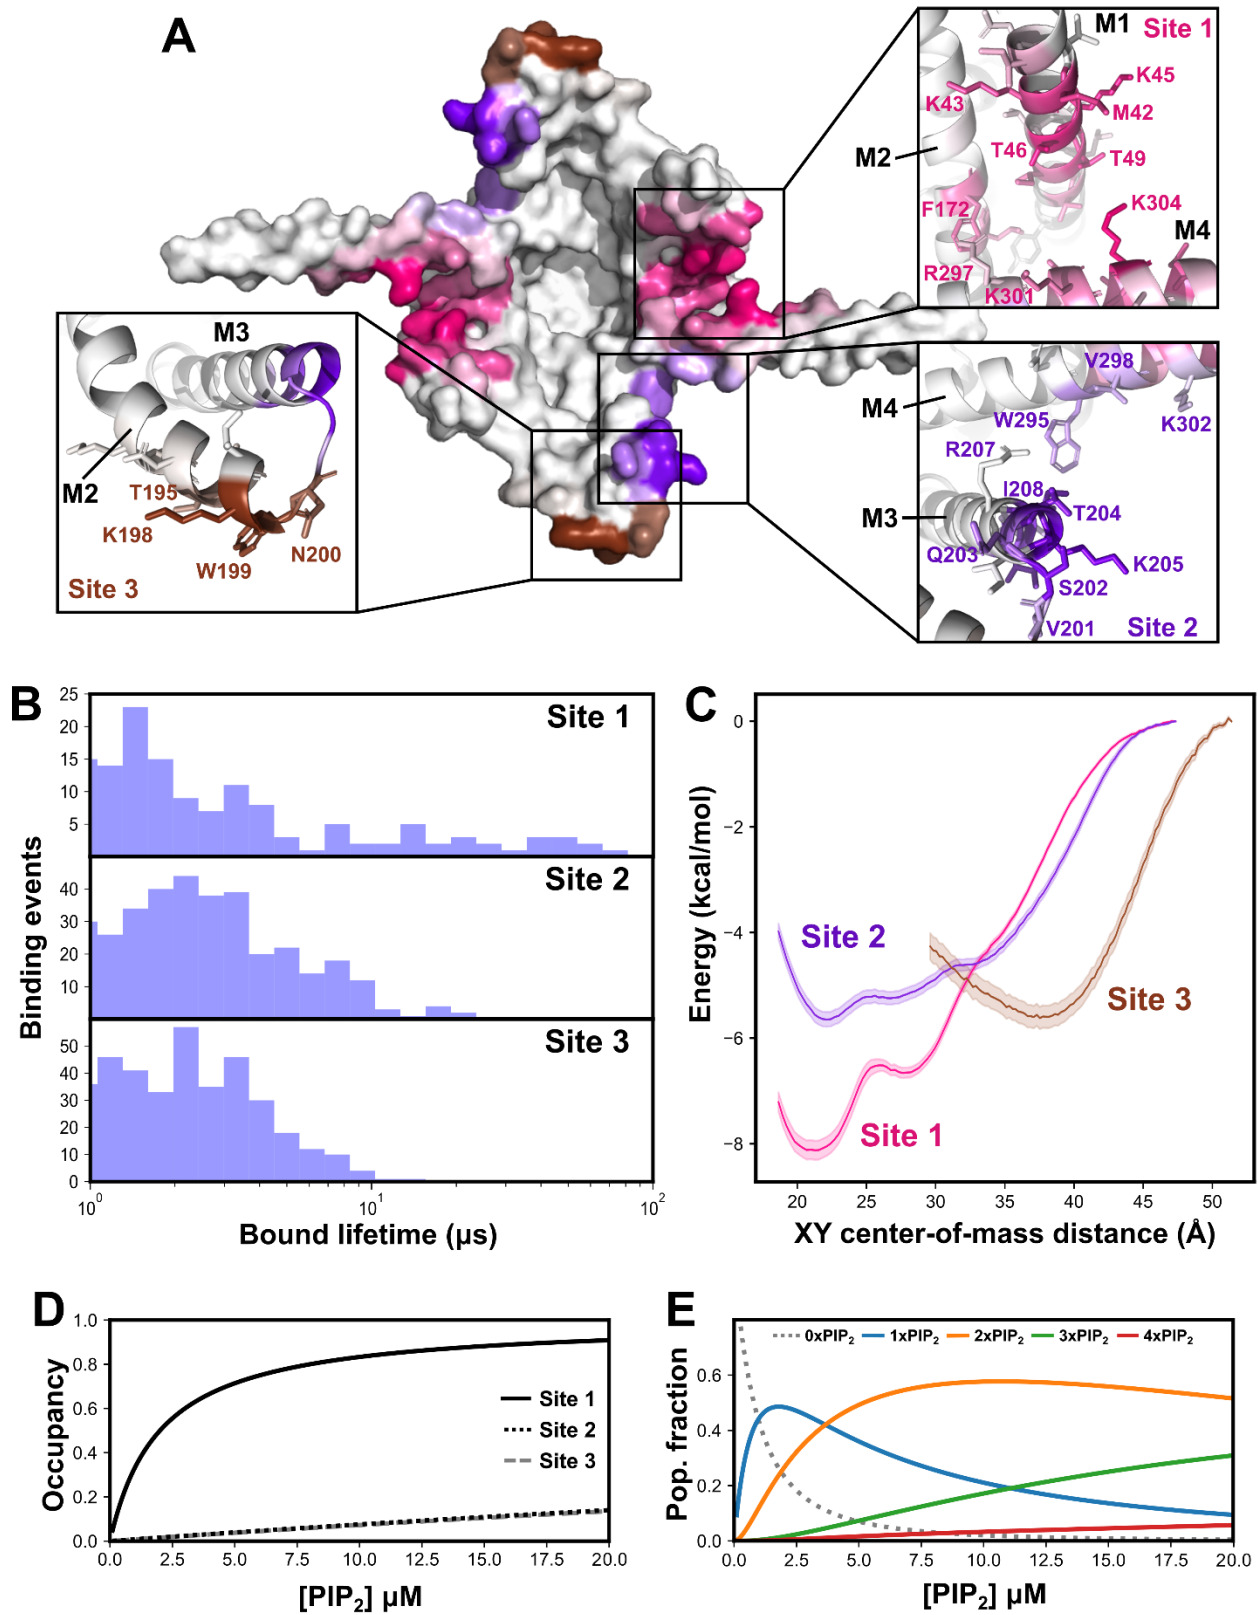 A
M1 Site 1
K45
K43
M42
M2
T46
T49
F172
K304
M4
R297
K301
M3
M2
T195
K198
N200
W199
Site 3
V298
M4
W295
K302
R207
I208
T204
M3
Q203
K205
S202
V201
Site 2
B
25
20
15
10
5
Site 1
40
30
20
10
Site 2
50
40
30
20
10
0
Site 3
Binding events
10⁰
10¹
10²
Bound lifetime (µs)
C
0
−2
−4
−6
−8
Energy (kcal/mol)
Site 2
Site 3
Site 1
20 25 30 35 40 45 50
XY center-of-mass distance (Å)
D
1.0
0.8
0.6
0.4
0.2
0.0
Occupancy
Site 1
Site 2
Site 3
0.0 2.5 5.0 7.5 10.0 12.5 15.0 17.5 20.0
[PIP₂] µM
E
0xPIP₂ 1xPIP₂ 2xPIP₂ 3xPIP₂ 4xPIP₂
0.6
0.4
0.2
0.0
Pop. fraction
0.0 2.5 5.0 7.5 10.0 12.5 15.0 17.5 20.0
[PIP₂] µM